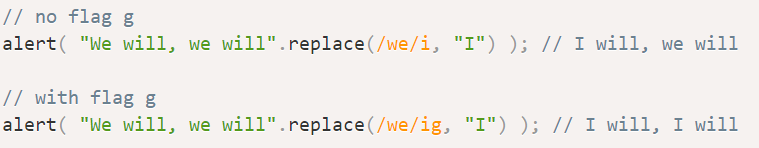 // no flag g
alert( "We will, we will".replace(/we/i, "I") ); // I will, we will
// with flag g
alert( "We will, we will".replace(/we/ig, "I") ); // I will, I will